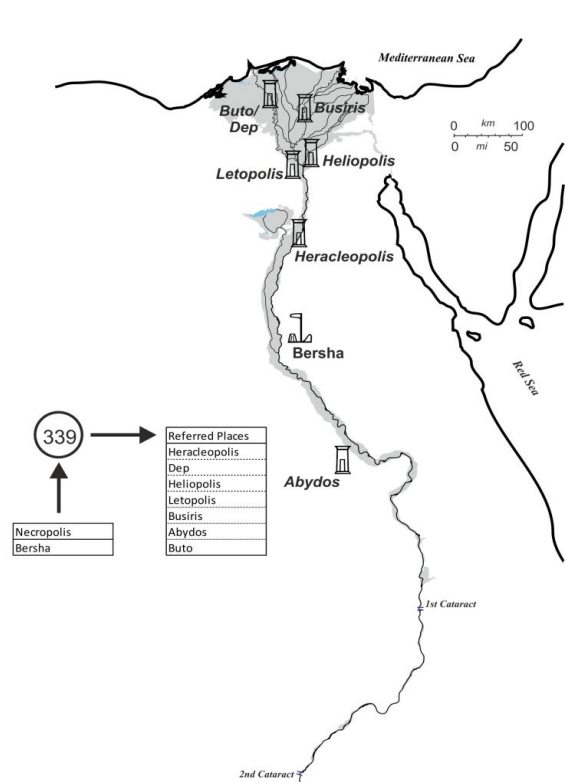 Mediterranean Sea
Buto/
Dep
Busiris
0 km 100
0 mi 50
Letopolis
Heliopolis
Heracleopolis
Bersha
Red Sea
339
Referred Places
Heracleopolis
Dep
Heliopolis
Letopolis
Busiris
Abydos
Buto
Necropolis
Bersha
Abydos
1st Cataract
2nd Cataract